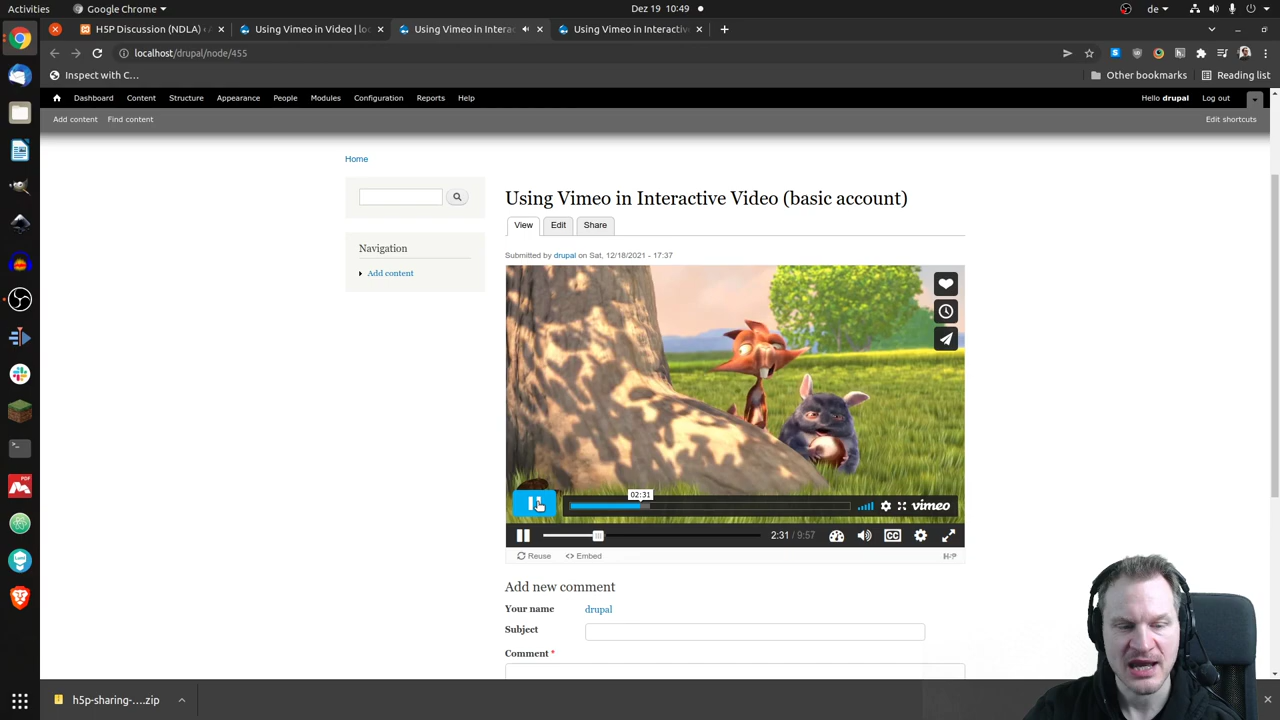 Activities
Google Chrome
Dez 19 10:49
de
H5P Discussion (NDLA)
Using Vimeo in Video | loc
Using Vimeo in Interac
Using Vimeo in Interactive
localhost/drupal/node/455
Inspect with C...
Other bookmarks
Reading list
Dashboard Content Structure Appearance People Modules Configuration Reports Help
Hello drupal
Log out
Add content Find content
Edit shortcuts
Home
Using Vimeo in Interactive Video (basic account)
View Edit Share
Navigation
Add content
Submitted by drupal on Sat, 12/18/2021 - 17:37
02:31
vimeo
2:31 / 9:57
CC
Reuse
<> Embed
H-P
Add new comment
Your name drupal
Subject
Comment *
PDF
h5p-sharing-....zip